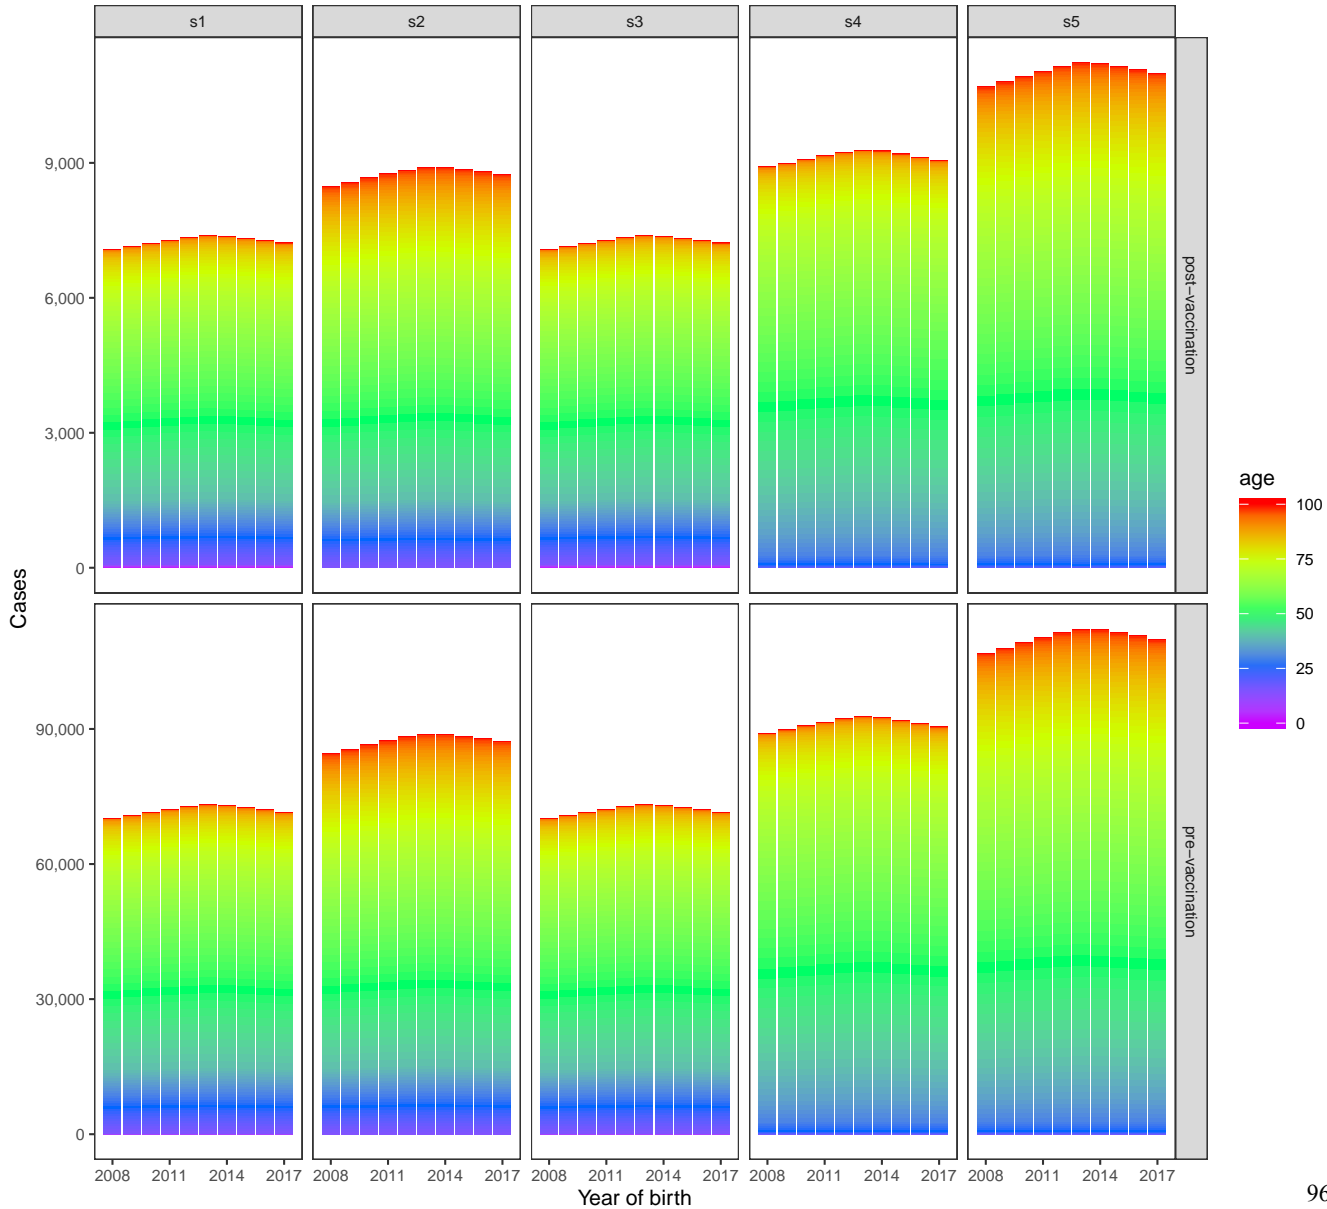 s1 s2 s3 s4 s5
9,000
6,000
3,000
0
post−vaccination
Cases
90,000
60,000
30,000
0
pre−vaccination
age
100
75
50
25
0
2008 2011 2014 2017 2008 2011 2014 2017 2008 2011 2014 2017 2008 2011 2014 2017 2008 2011 2014 2017
Year of birth
96